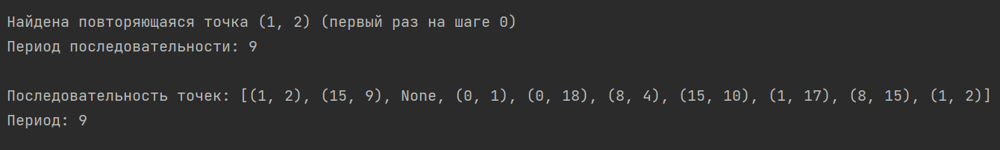 Найдена повторяющаяся точка (1, 2) (первый раз на шаге 0)
Период последовательности: 9
Последовательность точек: [(1, 2), (15, 9), None, (0, 1), (0, 18), (8, 4), (15, 10), (1, 17), (8, 15), (1, 2)]
Период: 9